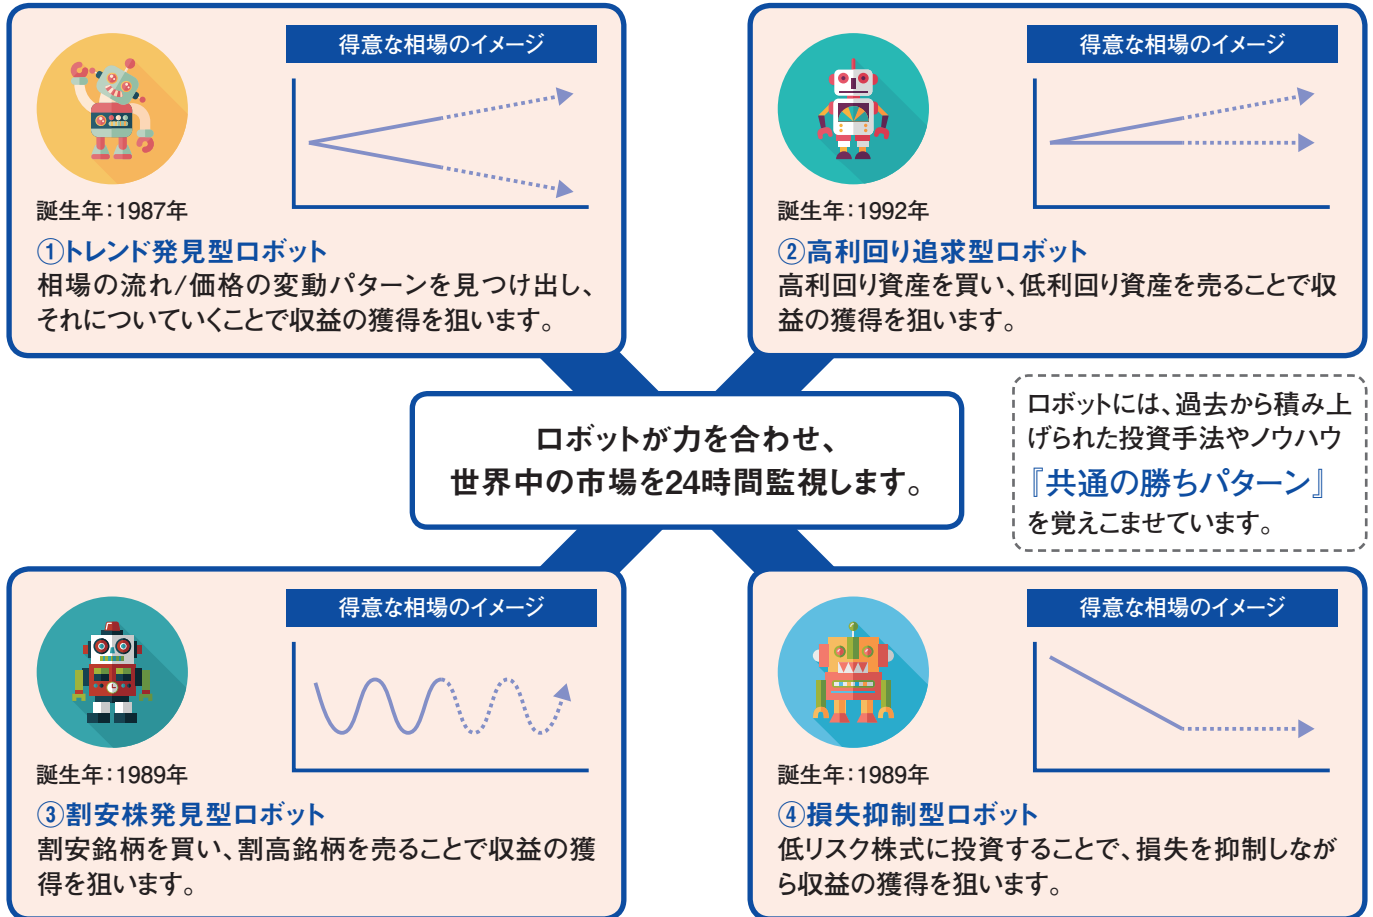 得意な相場のイメージ
誕生年：1987年
①トレンド発見型ロボット
相場の流れ/価格の変動パターンを見つけ出し、
それについていくことで収益の獲得を狙います。
得意な相場のイメージ
誕生年：1992年
②高利回り追求型ロボット
高利回り資産を買い、低利回り資産を売ることで収
益の獲得を狙います。
ロボットが力を合わせ、
世界中の市場を24時間監視します。
ロボットには、過去から積み上
げられた投資手法やノウハウ
『共通の勝ちパターン』
を覚えこませています。
得意な相場のイメージ
誕生年：1989年
③割安株発見型ロボット
割安銘柄を買い、割高銘柄を売ることで収益の獲
得を狙います。
得意な相場のイメージ
誕生年：1989年
④損失抑制型ロボット
低リスク株式に投資することで、損失を抑制しなが
ら収益の獲得を狙います。